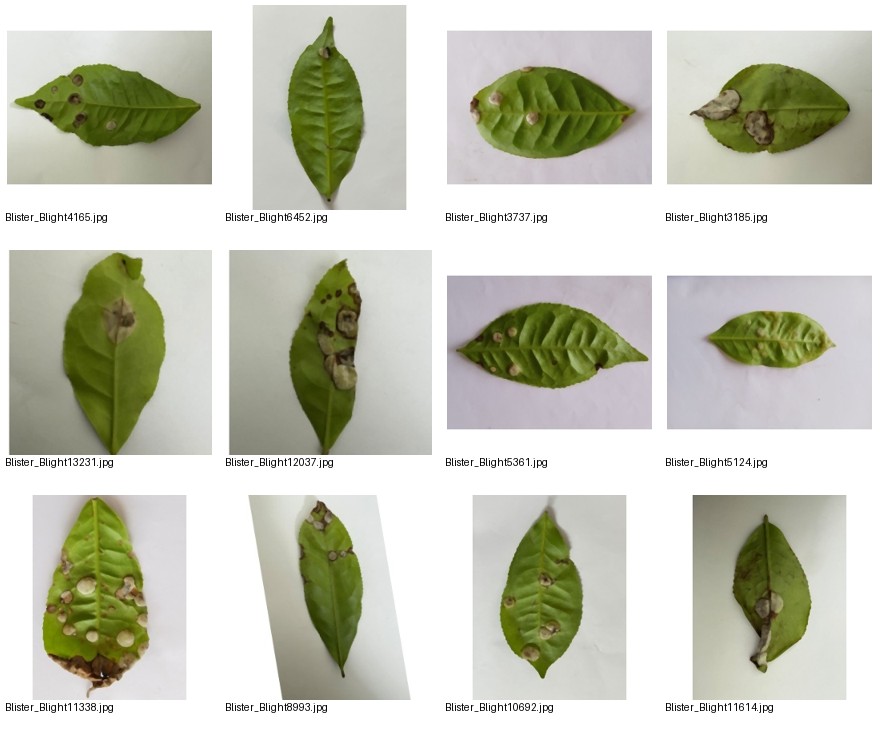 Blister_Blight4165.jpg
Blister_Blight6452.jpg
Blister_Blight3737.jpg
Blister_Blight3185.jpg
Blister_Blight13231.jpg
Blister_Blight12037.jpg
Blister_Blight5361.jpg
Blister_Blight5124.jpg
Blister_Blight11338.jpg
Blister_Blight8993.jpg
Blister_Blight10692.jpg
Blister_Blight11614.jpg